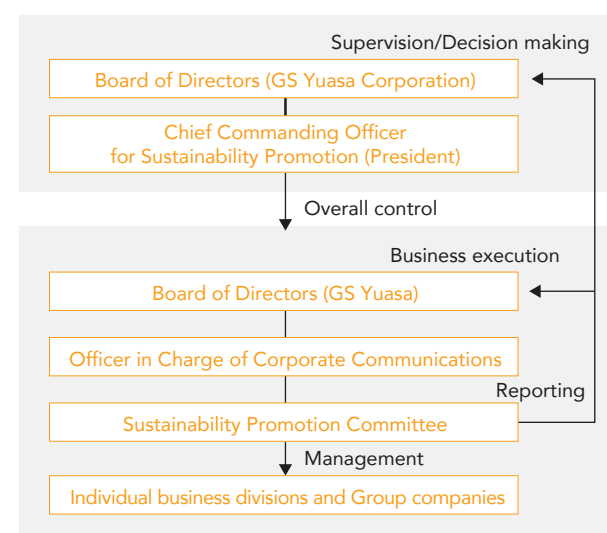 Supervision/Decision making
Board of Directors (GS Yuasa Corporation)
Chief Commanding Officer
for Sustainability Promotion (President)
Overall control
Business execution
Board of Directors (GS Yuasa)
Officer in Charge of Corporate Communications
Reporting
Sustainability Promotion Committee
Management
Individual business divisions and Group companies